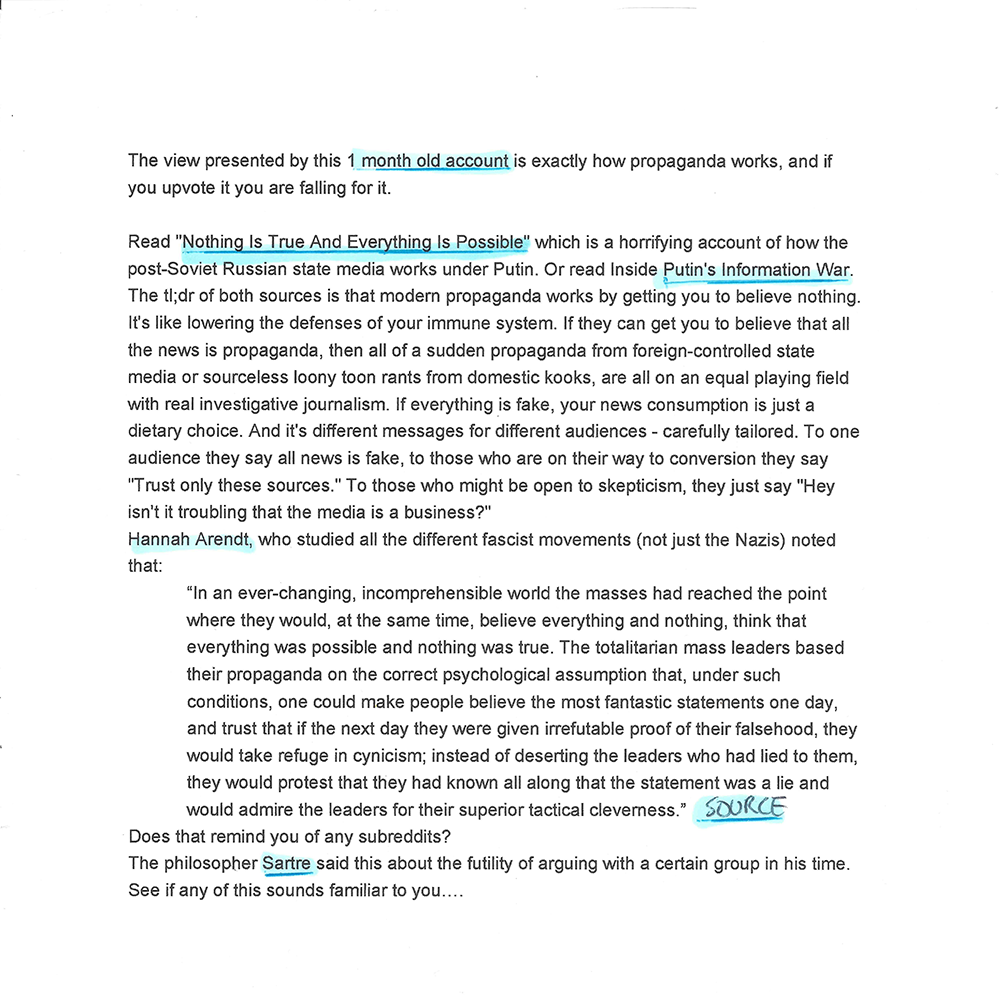 The view presented by this 1 month old account is exactly how propaganda works, and if
you upvote it you are falling for it.
Read "Nothing Is True And Everything Is Possible" which is a horrifying account of how the
post-Soviet Russian state media works under Putin. Or read Inside Putin's Information War.
The tl;dr of both sources is that modern propaganda works by getting you to believe nothing.
It's like lowering the defenses of your immune system. If they can get you to believe that all
the news is propaganda, then all of a sudden propaganda from foreign-controlled state
media or sourceless loony toon rants from domestic kooks, are all on an equal playing field
with real investigative journalism. If everything is fake, your news consumption is just a
dietary choice. And it's different messages for different audiences - carefully tailored. To one
audience they say all news is fake, to those who are on their way to conversion they say
"Trust only these sources." To those who might be open to skepticism, they just say "Hey
isn't it troubling that the media is a business?"
Hannah Arendt, who studied all the different fascist movements (not just the Nazis) noted
that:
“In an ever-changing, incomprehensible world the masses had reached the point
where they would, at the same time, believe everything and nothing, think that
everything was possible and nothing was true. The totalitarian mass leaders based
their propaganda on the correct psychological assumption that, under such
conditions, one could make people believe the most fantastic statements one day,
and trust that if the next day they were given irrefutable proof of their falsehood, they
would take refuge in cynicism; instead of deserting the leaders who had lied to them,
they would protest that they had known all along that the statement was a lie and
would admire the leaders for their superior tactical cleverness.” SOURCE
Does that remind you of any subreddits?
The philosopher Sartre said this about the futility of arguing with a certain group in his time.
See if any of this sounds familiar to you….